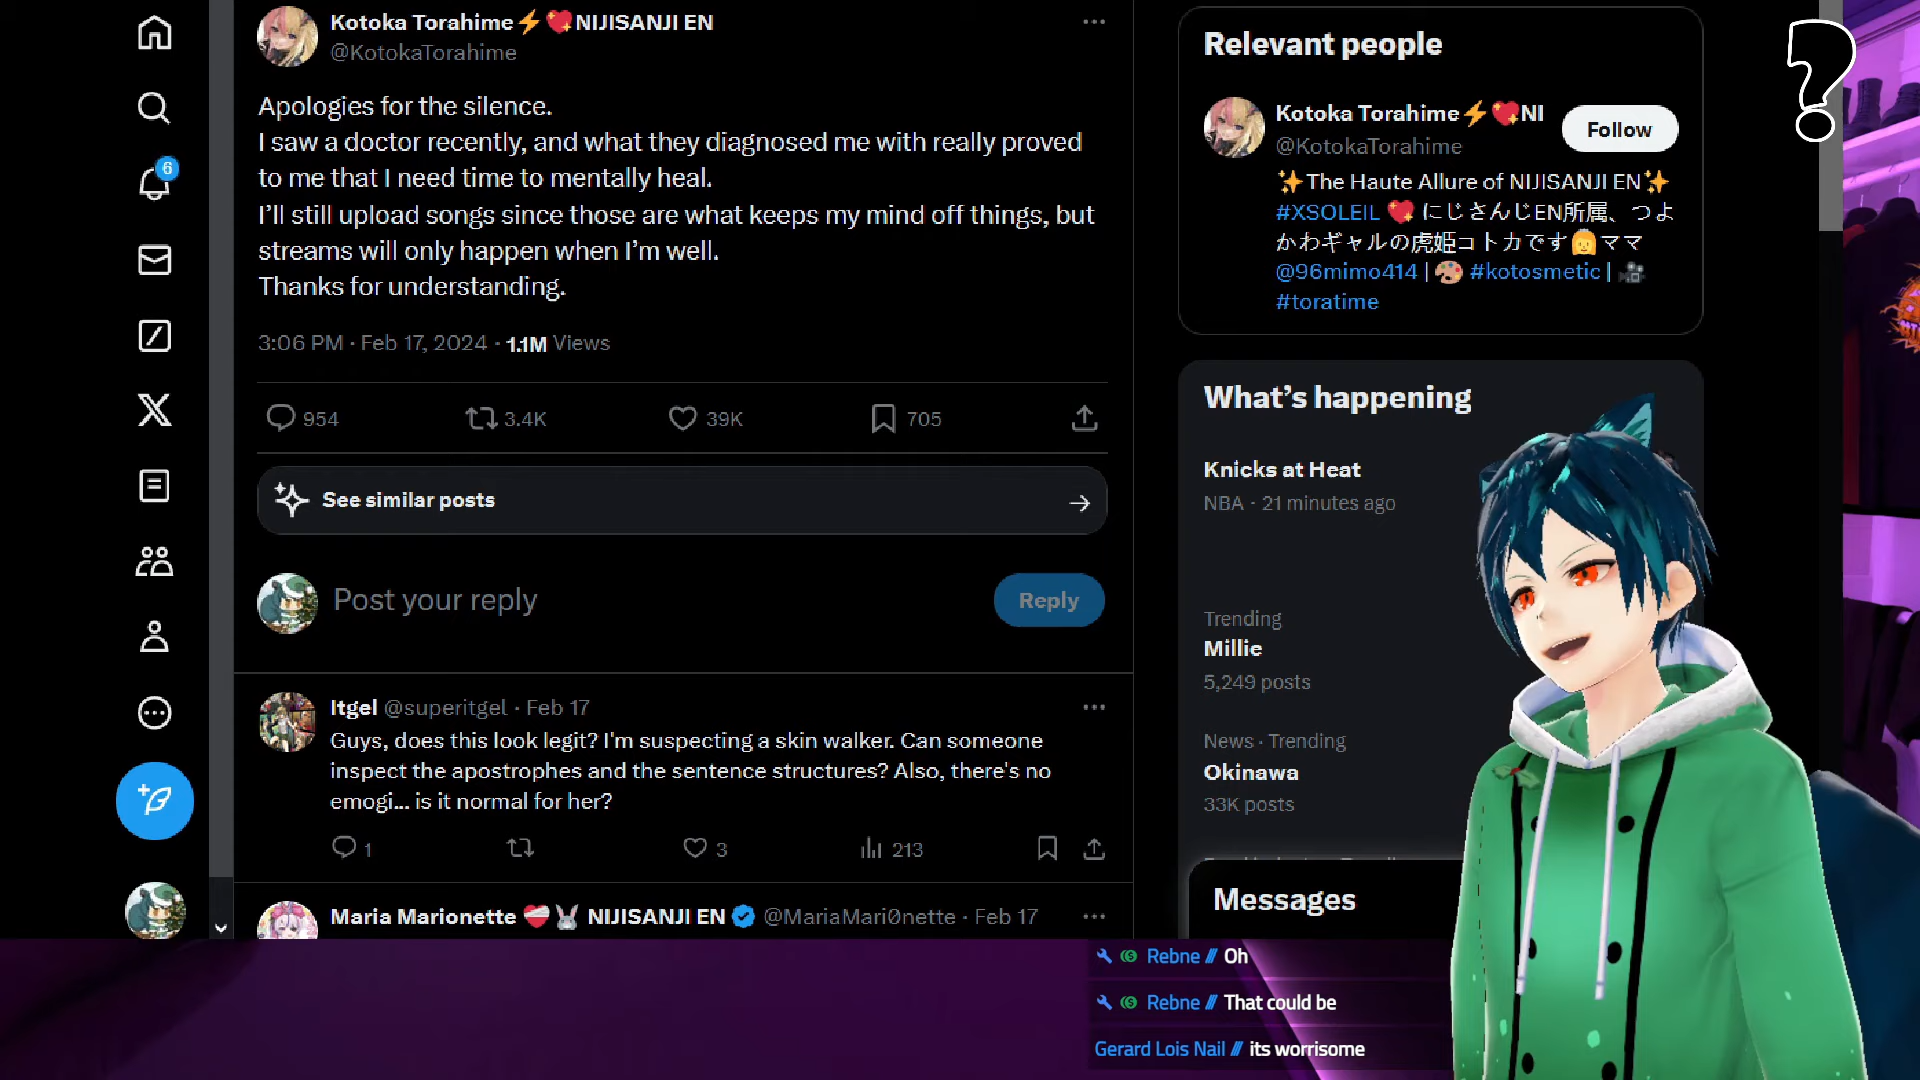 Kotoka Torahime⚡💖NIJISANJI EN
@KotokaTorahime
Apologies for the silence.
I saw a doctor recently, and what they diagnosed me with really proved
to me that I need time to mentally heal.
I’ll still upload songs since those are what keeps my mind off things, but
streams will only happen when I’m well.
Thanks for understanding.
3:06 PM · Feb 17, 2024 · 1.1M Views
954
3.4K
39K
705
See similar posts
Post your reply
Reply
Itgel @superitgel · Feb 17
Guys, does this look legit? I'm suspecting a skin walker. Can someone
inspect the apostrophes and the sentence structures? Also, there's no
emogi... is it normal for her?
1
3
213
Maria Marionette ❤️‍🩹🐰 NIJISANJI EN @MariaMari0nette · Feb 17
6
Relevant people
Kotoka Torahime⚡💖NI
@KotokaTorahime
Follow
✨The Haute Allure of NIJISANJI EN✨
#XSOLEIL 💖 にじさんじEN所属、つよ
かわギャルの虎姫コトカです👩ママ
@96mimo414 | 🎨 #kotosmetic | 🎥
#toratime
What’s happening
Knicks at Heat
NBA · 21 minutes ago
Trending
Millie
5,249 posts
News · Trending
Okinawa
33K posts
Messages
Rebne // Oh
Rebne // That could be
Gerard Lois Nail // its worrisome
?